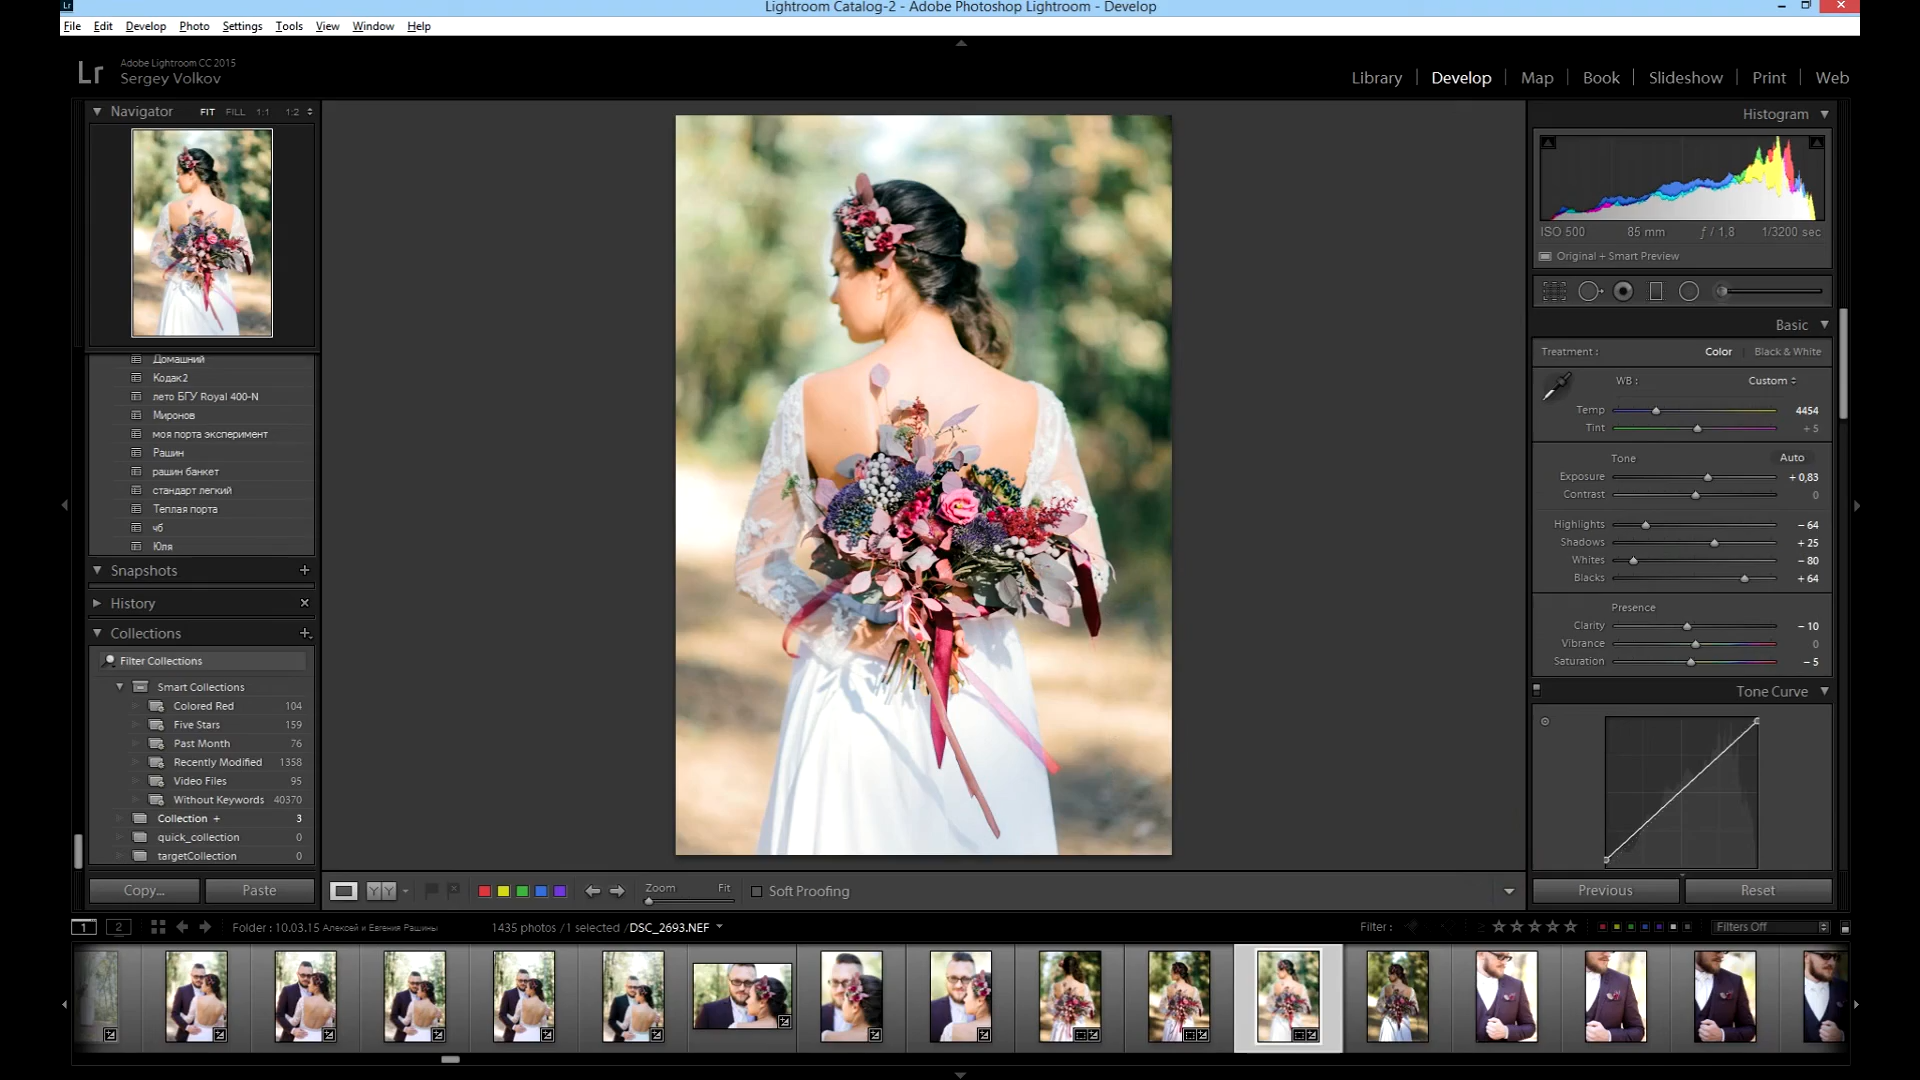 Lr
Lightroom Catalog-2 - Adobe Photoshop Lightroom - Develop
File Edit Develop Photo Settings Tools View Window Help
Lr
Adobe Lightroom CC 2015
Sergey Volkov
Library Develop Map Book Slideshow Print Web
Navigator FIT FILL 1:1 1:2
Домашний
Кодак2
лето БГУ Royal 400-N
Миронов
моя порта эксперимент
Рашин
рашин банкет
стандарт легкий
Теплая порта
чб
Юля
Snapshots
History
Collections
Filter Collections
Smart Collections
Colored Red 104
Five Stars 159
Past Month 76
Recently Modified 1358
Video Files 95
Without Keywords 40370
Collection + 3
quick_collection 0
targetCollection 0
Copy... Paste
Zoom Fit Soft Proofing
Histogram
ISO 500 85 mm ƒ / 1,8 1/3200 sec
Original + Smart Preview
Basic
Treatment : Color Black & White
WB : Custom
Temp 4454
Tint + 5
Tone Auto
Exposure + 0,83
Contrast 0
Highlights − 64
Shadows + 25
Whites − 80
Blacks + 64
Presence
Clarity − 10
Vibrance 0
Saturation − 5
Tone Curve
Previous Reset
1 2 Folder : 10.03.15 Алексей и Евгения Рашины 1435 photos / 1 selected / DSC_2693.NEF Filter : Filters Off